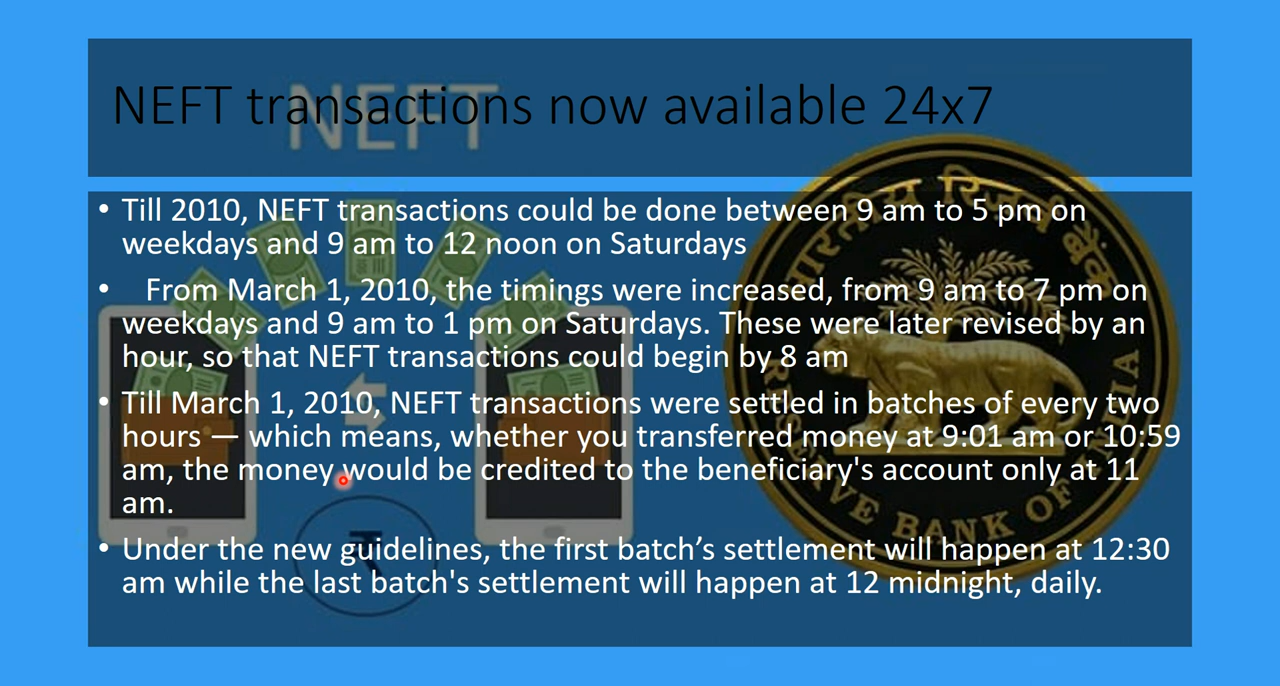 NEFT
NEFT transactions now available 24x7
• Till 2010, NEFT transactions could be done between 9 am to 5 pm on
weekdays and 9 am to 12 noon on Saturdays
• From March 1, 2010, the timings were increased, from 9 am to 7 pm on
weekdays and 9 am to 1 pm on Saturdays. These were later revised by an
hour, so that NEFT transactions could begin by 8 am
• Till March 1, 2010, NEFT transactions were settled in batches of every two
hours — which means, whether you transferred money at 9:01 am or 10:59
am, the money would be credited to the beneficiary's account only at 11
am.
• Under the new guidelines, the first batch’s settlement will happen at 12:30
am while the last batch's settlement will happen at 12 midnight, daily.
भारतीय रिज़र्व बैंक
RESERVE BANK OF INDIA
₹